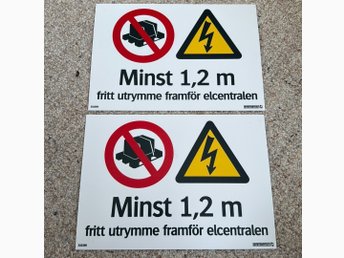 Minst 1,2 m
fritt utrymme framför elcentralen
Minst 1,2 m
fritt utrymme framför elcentralen